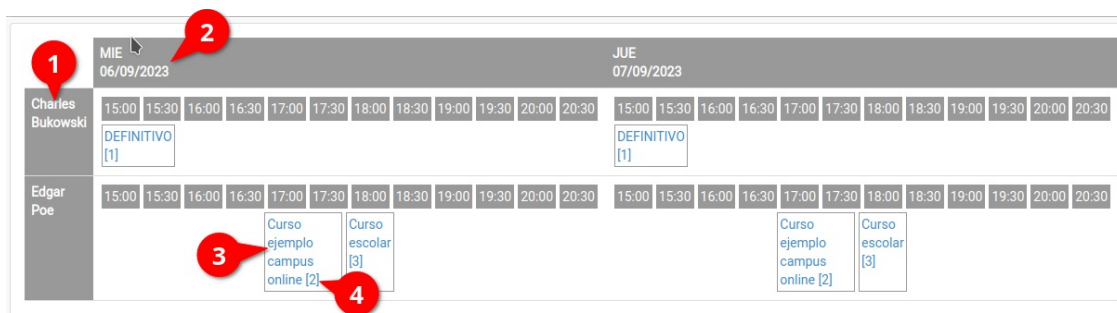 2
1
MIE
06/09/2023
JUE
07/09/2023
Charles
Bukowski
15:00 15:30 16:00 16:30 17:00 17:30 18:00 18:30 19:00 19:30 20:00 20:30
15:00 15:30 16:00 16:30 17:00 17:30 18:00 18:30 19:00 19:30 20:00 20:30
DEFINITIVO
[1]
DEFINITIVO
[1]
Edgar
Poe
15:00 15:30 16:00 16:30 17:00 17:30 18:00 18:30 19:00 19:30 20:00 20:30
15:00 15:30 16:00 16:30 17:00 17:30 18:00 18:30 19:00 19:30 20:00 20:30
3
Curso
ejemplo
campus
online [2]
4
Curso
escolar
[3]
Curso
ejemplo
campus
online [2]
Curso
escolar
[3]